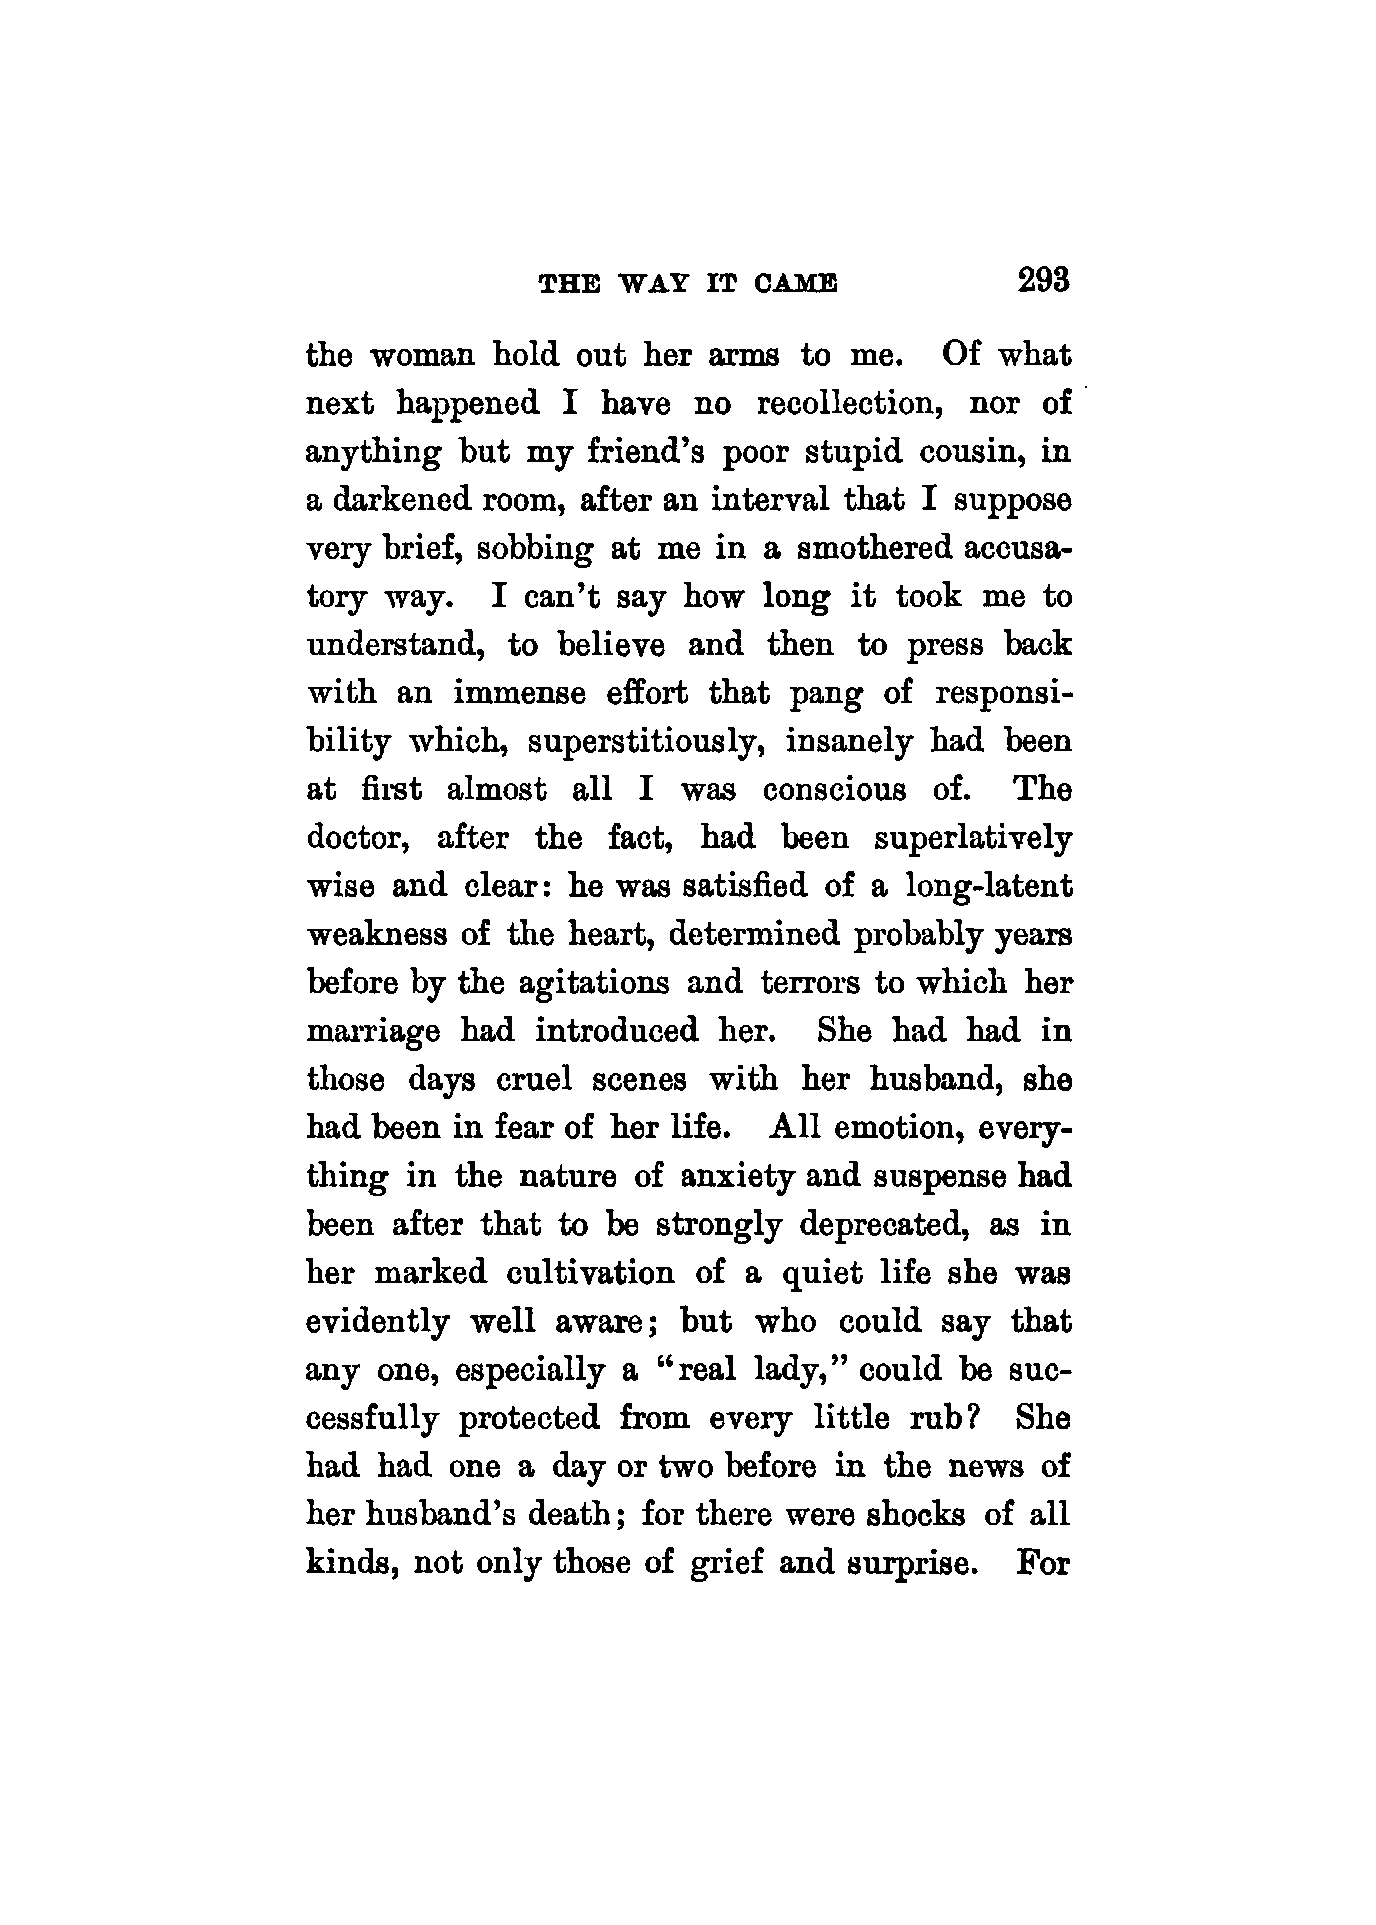 THE WAY IT CAME 293
the woman hold out her arms to me. Of what
next happened I have no recollection, nor of
anything but my friend's poor stupid cousin, in
a darkened room, after an interval that I suppose
very brief, sobbing at me in a smothered accusa-
tory way. I can't say how long it took me to
understand, to believe and then to press back
with an immense effort that pang of responsi-
bility which, superstitiously, insanely had been
at first almost all I was conscious of. The
doctor, after the fact, had been superlatively
wise and clear: he was satisfied of a long-latent
weakness of the heart, determined probably years
before by the agitations and terrors to which her
marriage had introduced her. She had had in
those days cruel scenes with her husband, she
had been in fear of her life. All emotion, every-
thing in the nature of anxiety and suspense had
been after that to be strongly deprecated, as in
her marked cultivation of a quiet life she was
evidently well aware; but who could say that
any one, especially a "real lady," could be suc-
cessfully protected from every little rub? She
had had one a day or two before in the news of
her husband's death; for there were shocks of all
kinds, not only those of grief and surprise. For